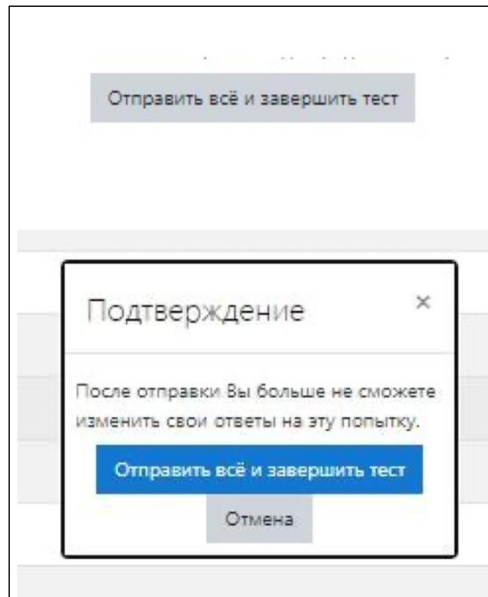 Отправить всё и завершить тест
Подтверждение
×
После отправки Вы больше не сможете
изменить свои ответы на эту попытку.
Отправить всё и завершить тест
Отмена